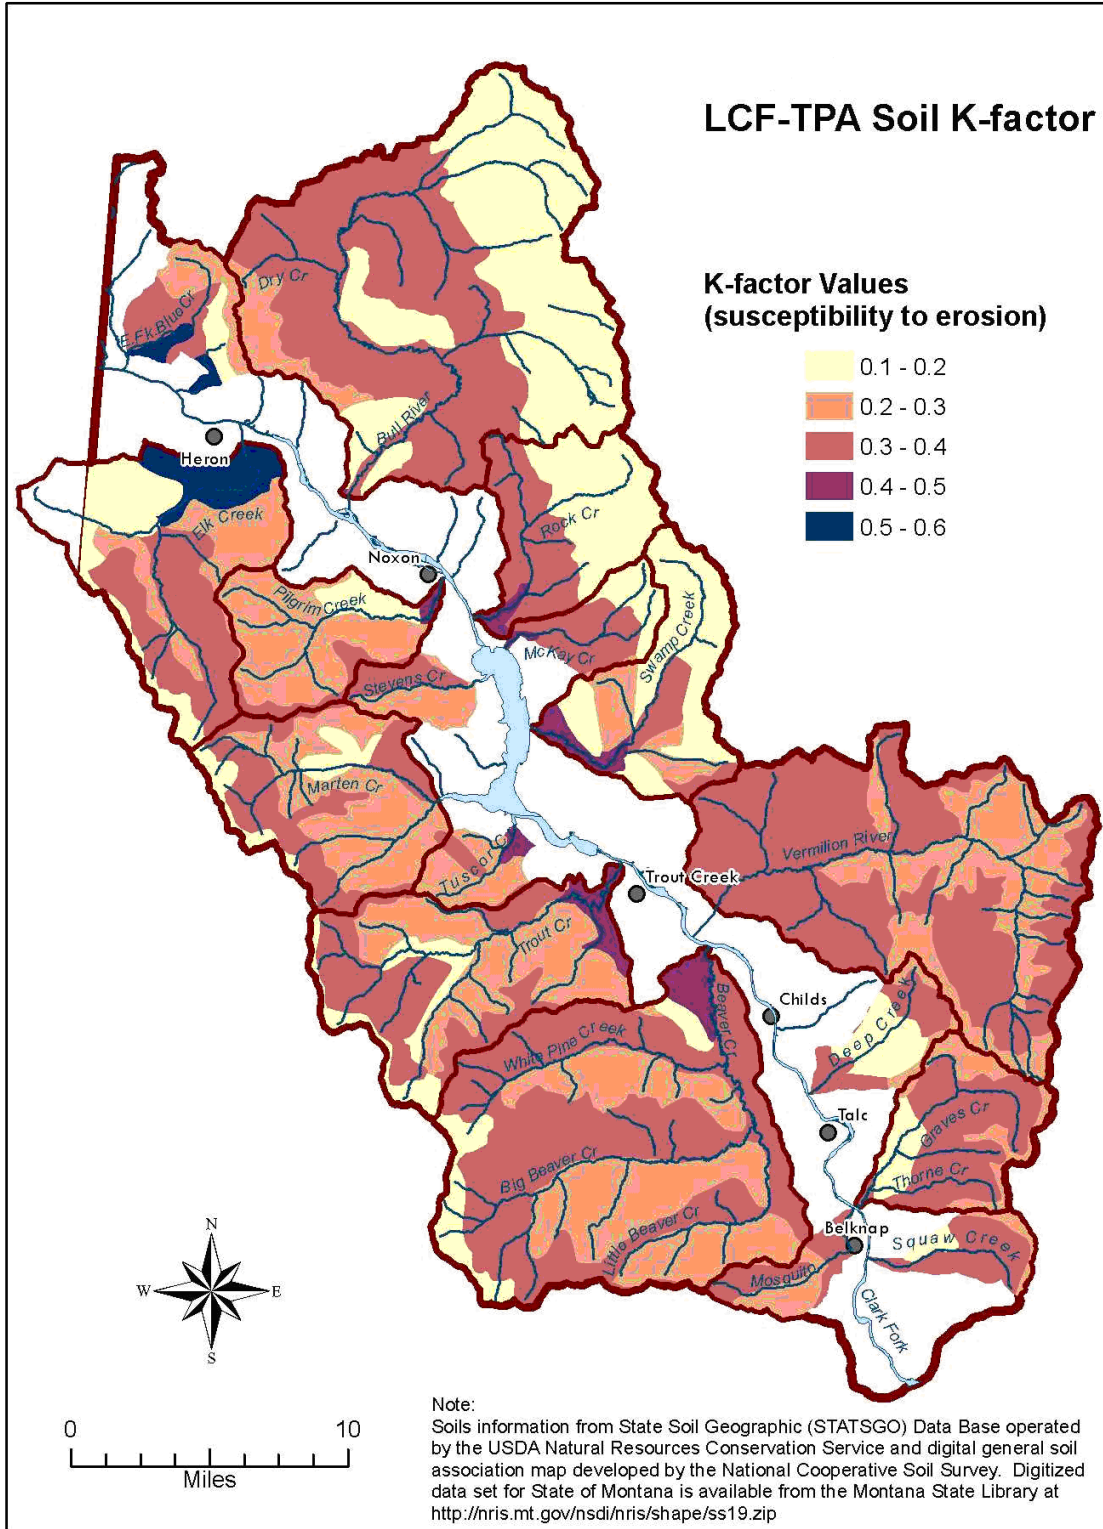 LCF-TPA Soil K-factor
K-factor Values
(susceptibility to erosion)
0.1 - 0.2
0.2 - 0.3
0.3 - 0.4
0.4 - 0.5
0.5 - 0.6
Dry Cr
E.Fk.Blue Cr
Bull River
Heron
Elk Creek
Rock Cr
Noxon
Pilgrim Creek
Swamp Creek
McKay Cr
Stevens Cr
Marten Cr
Vermilion River
Tuscor Cr
Trout Creek
Trout Cr
Beaver Cr
Childs
Deep Creek
White Pine Creek
Talc
Graves Cr
Big Beaver Cr
Thorne Cr
Little Beaver Cr
Belknap
Squaw Creek
Mosquito
Clark Fork
N
W
E
S
0 10
Miles
Note:
Soils information from State Soil Geographic (STATSGO) Data Base operated
by the USDA Natural Resources Conservation Service and digital general soil
association map developed by the National Cooperative Soil Survey. Digitized
data set for State of Montana is available from the Montana State Library at
http://nris.mt.gov/nsdi/nris/shape/ss19.zip